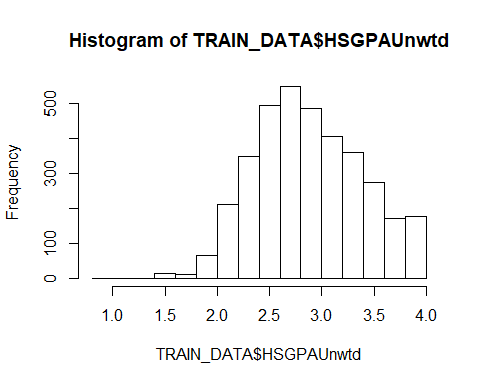 Histogram of TRAIN_DATA$HSGPAUnwtd
Frequency
500
300
100
0
1.0 1.5 2.0 2.5 3.0 3.5 4.0
TRAIN_DATA$HSGPAUnwtd